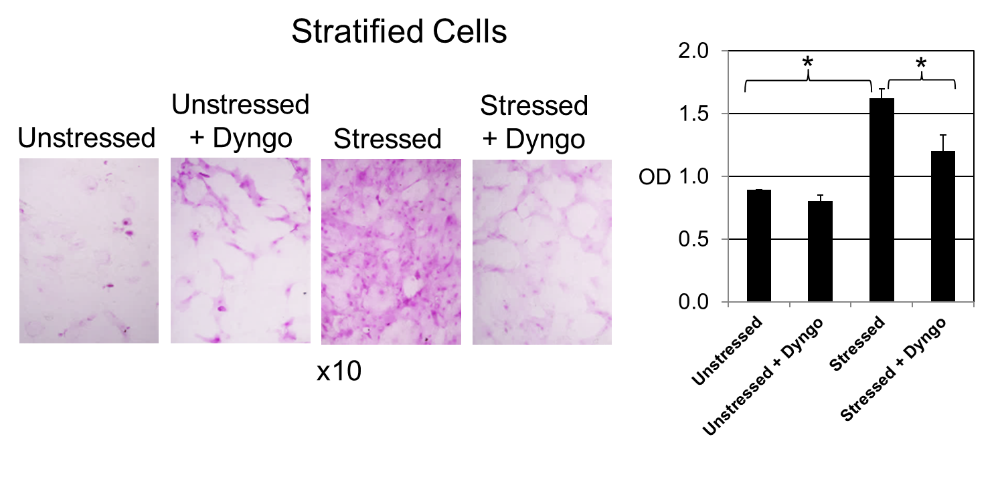 Stratified Cells
Unstressed
Unstressed
+ Dyngo
Stressed
Stressed
+ Dyngo
x10
2.0
1.5
OD 1.0
0.5
0.0
*
*
Unstressed
Unstressed + Dyngo
Stressed
Stressed + Dyngo